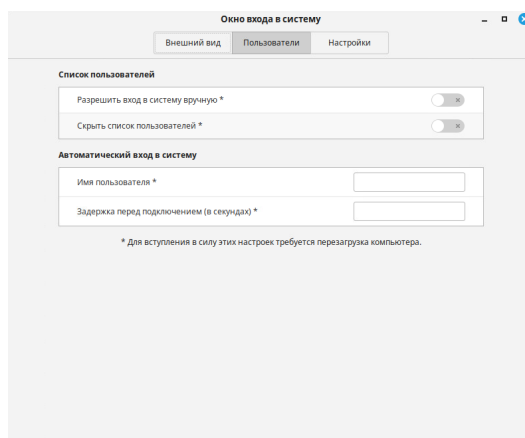 Окно входа в систему
Внешний вид Пользователи Настройки
Список пользователей
Разрешить вход в систему вручную *
Скрыть список пользователей *
Автоматический вход в систему
Имя пользователя *
Задержка перед подключением (в секундах) *
* Для вступления в силу этих настроек требуется перезагрузка компьютера.